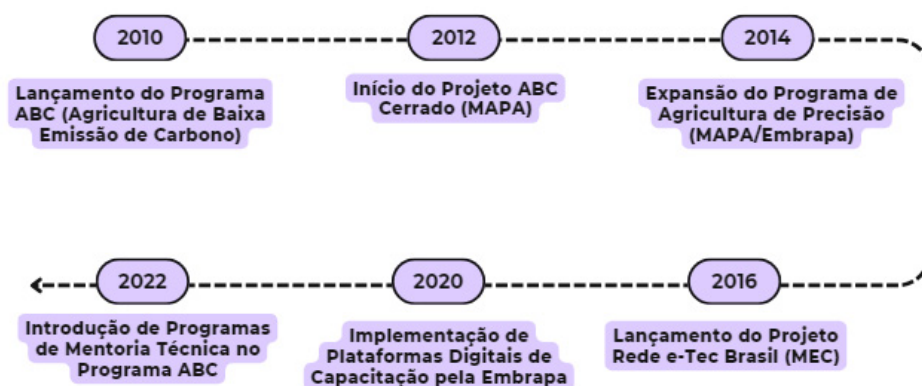 2010
Lançamento do Programa
ABC (Agricultura de Baixa
Emissão de Carbono)
2012
Início do Projeto ABC
Cerrado (MAPA)
2014
Expansão do Programa de
Agricultura de Precisão
(MAPA/Embrapa)
2016
Lançamento do Projeto
Rede e-Tec Brasil (MEC)
2020
Implementação de
Plataformas Digitais de
Capacitação pela Embrapa
2022
Introdução de Programas
de Mentoria Técnica no
Programa ABC